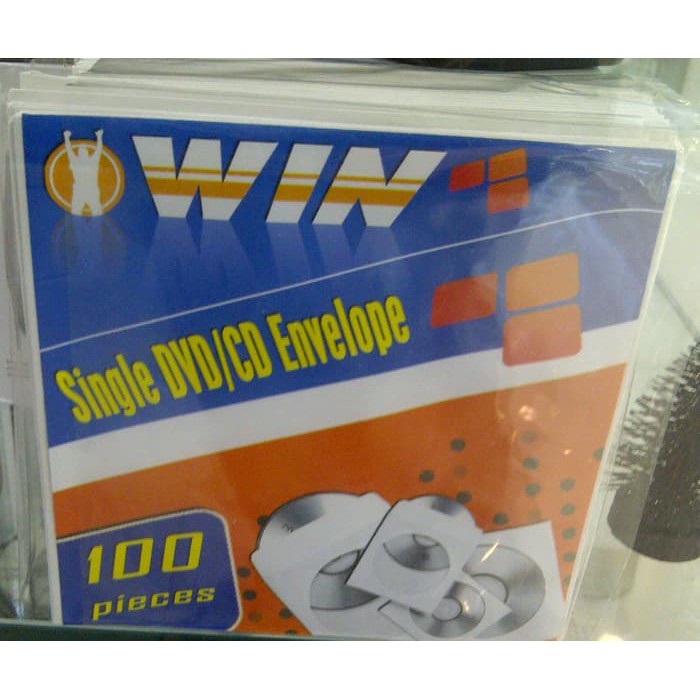 WIN
Single DVD/CD Envelope
100
pieces